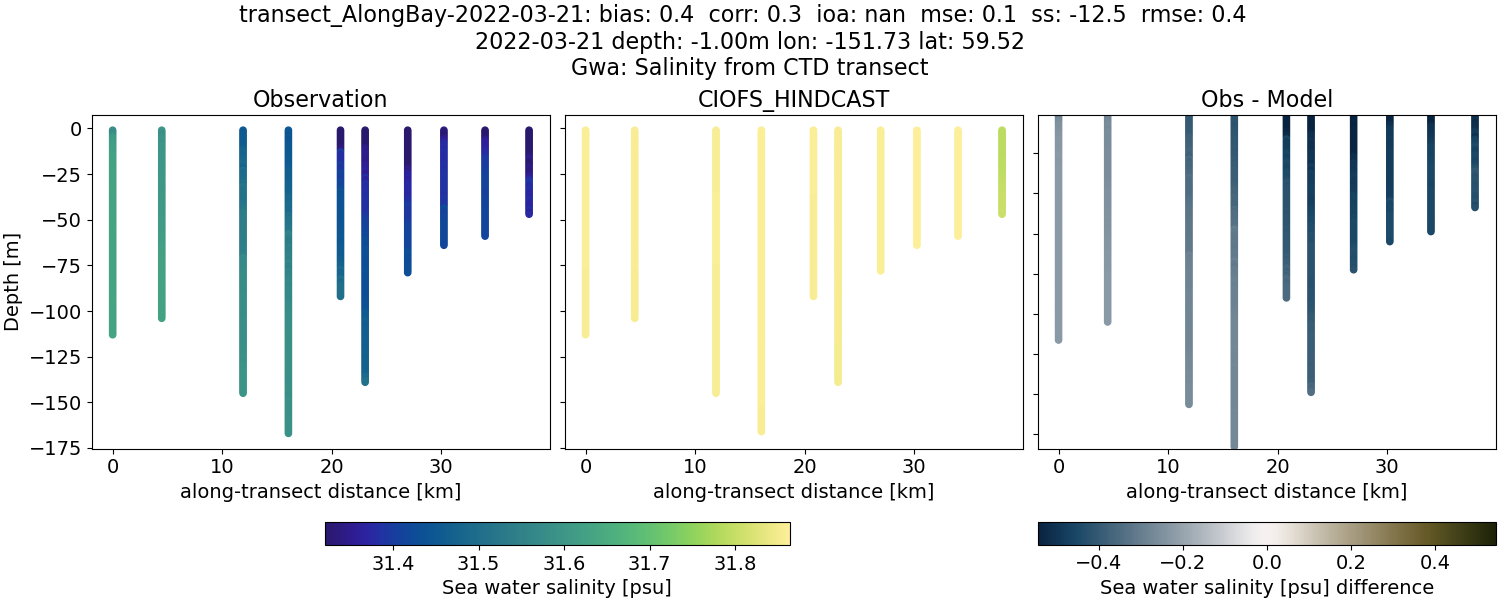 transect_AlongBay-2022-03-21: bias: 0.4  corr: 0.3  ioa: nan  mse: 0.1  ss: -12.5  rmse: 0.4
2022-03-21 depth: -1.00m lon: -151.73 lat: 59.52
Gwa: Salinity from CTD transect
Observation
CIOFS_HINDCAST
Obs - Model
Depth [m]
0
−25
−50
−75
−100
−125
−150
−175
0 10 20 30
0 10 20 30
0 10 20 30
along-transect distance [km]
along-transect distance [km]
along-transect distance [km]
31.4 31.5 31.6 31.7 31.8
Sea water salinity [psu]
−0.4 −0.2 0.0 0.2 0.4
Sea water salinity [psu] difference